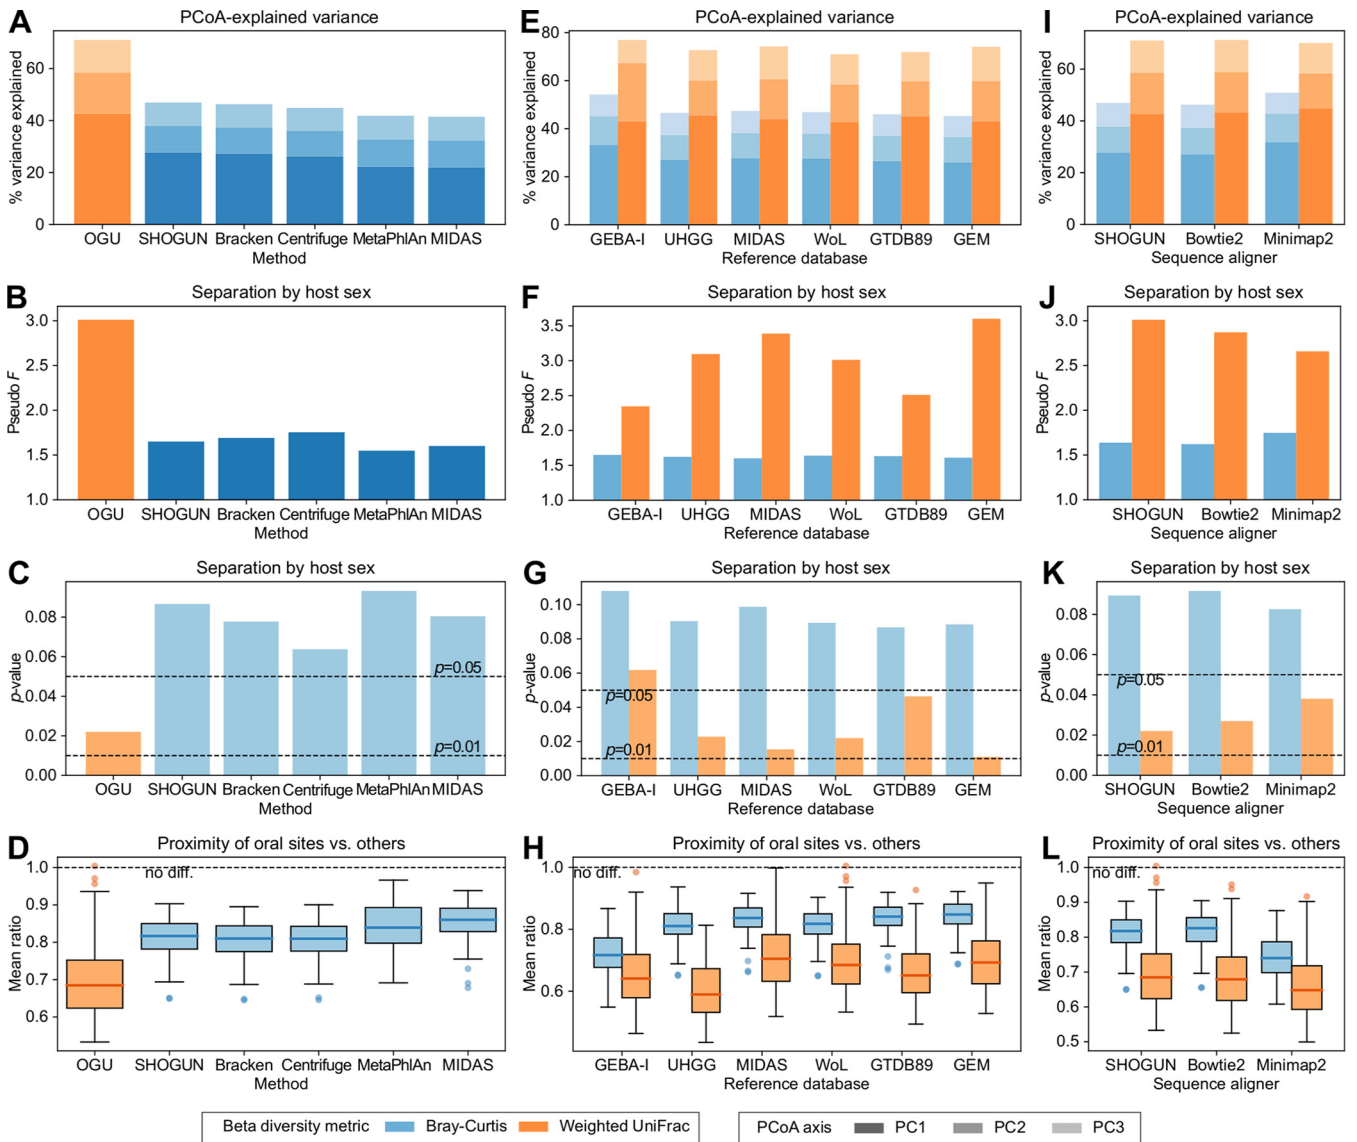 A
PCoA-explained variance
% variance explained
60
40
20
0
OGU SHOGUN Bracken Centrifuge MetaPhlAn MIDAS
Method
E
PCoA-explained variance
% variance explained
80
60
40
20
0
GEBA-I UHGG MIDAS WoL GTDB89 GEM
Reference database
I
PCoA-explained variance
% variance explained
60
40
20
0
SHOGUN Bowtie2 Minimap2
Sequence aligner
B
Separation by host sex
Pseudo F
3.0
2.5
2.0
1.5
1.0
OGU SHOGUN Bracken Centrifuge MetaPhlAn MIDAS
Method
F
Separation by host sex
Pseudo F
3.5
3.0
2.5
2.0
1.5
1.0
GEBA-I UHGG MIDAS WoL GTDB89 GEM
Reference database
J
Separation by host sex
Pseudo F
3.0
2.5
2.0
1.5
1.0
SHOGUN Bowtie2 Minimap2
Sequence aligner
C
Separation by host sex
p-value
0.08
0.06
0.04
0.02
0.00
p=0.05
p=0.01
OGU SHOGUN Bracken Centrifuge MetaPhlAn MIDAS
Method
G
Separation by host sex
p-value
0.10
0.08
0.06
0.04
0.02
0.00
p=0.05
p=0.01
GEBA-I UHGG MIDAS WoL GTDB89 GEM
Reference database
K
Separation by host sex
p-value
0.08
0.06
0.04
0.02
0.00
p=0.05
p=0.01
SHOGUN Bowtie2 Minimap2
Sequence aligner
D
Proximity of oral sites vs. others
Mean ratio
1.0
0.9
0.8
0.7
0.6
no diff.
OGU SHOGUN Bracken Centrifuge MetaPhlAn MIDAS
Method
H
Proximity of oral sites vs. others
Mean ratio
1.0
0.8
0.6
no diff.
GEBA-I UHGG MIDAS WoL GTDB89 GEM
Reference database
L
Proximity of oral sites vs. others
Mean ratio
1.0
0.9
0.8
0.7
0.6
0.5
no diff.
SHOGUN Bowtie2 Minimap2
Sequence aligner
Beta diversity metric Bray-Curtis Weighted UniFrac
PCoA axis PC1 PC2 PC3